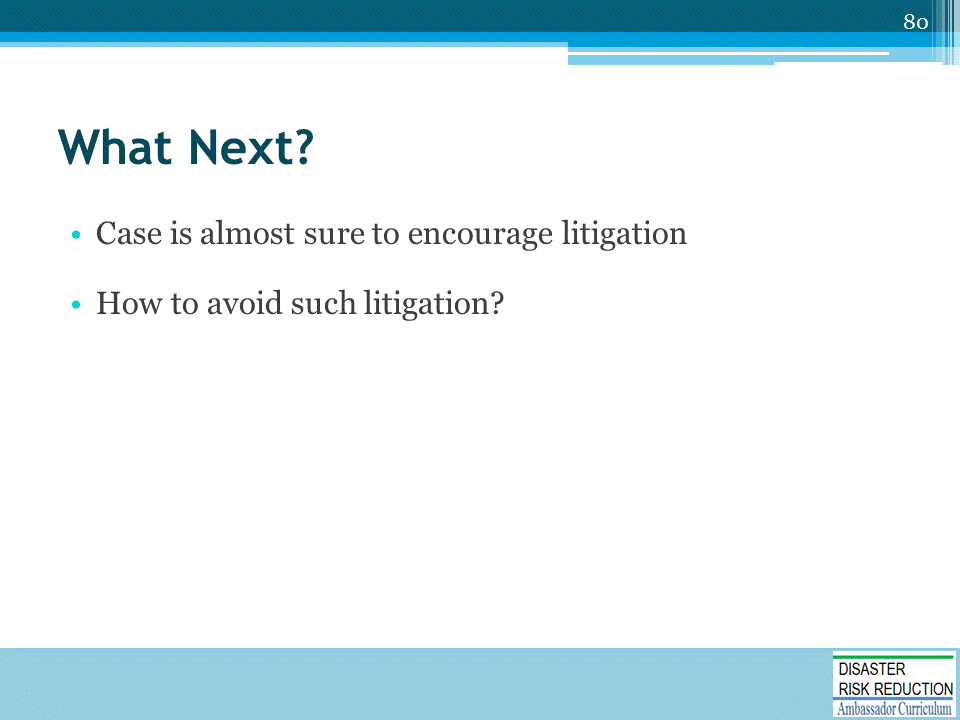 80
What Next?
• Case is almost sure to encourage litigation
• How to avoid such litigation?
DISASTER
RISK REDUCTION
Ambassador Curriculum